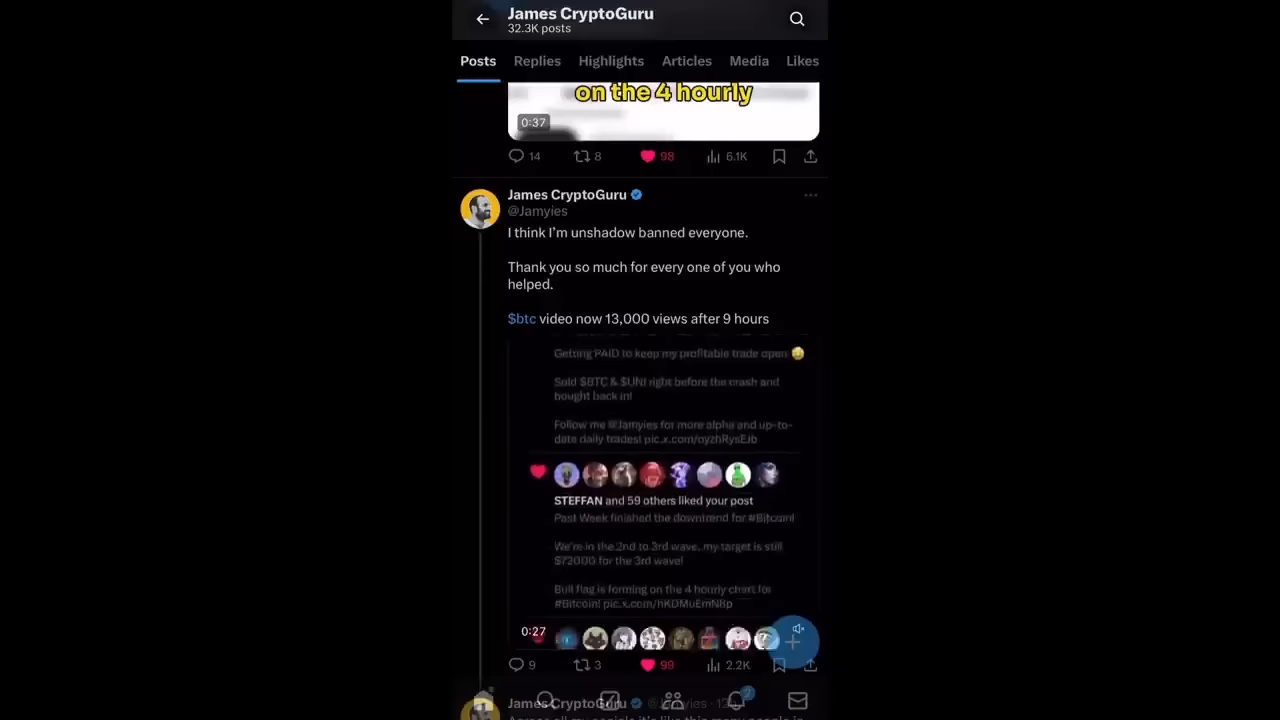 James CryptoGuru
32.3K posts
Posts Replies Highlights Articles Media Likes
on the 4 hourly
0:37
14 8 98 6.1K
James CryptoGuru
@Jamyies
I think I’m unshadow banned everyone.
Thank you so much for every one of you who
helped.
$btc video now 13,000 views after 9 hours
Getting PAID to keep my profitable trade open
Sold $BTC & $UNI right before the crash and
bought back in!
Follow me @Jamyies for more alpha and up-to-
date daily trades! pic.x.com/oyzhRysEJb
STEFFAN and 59 others liked your post
Past Week finished the downtrend for #Bitcoin!
We're in the 2nd to 3rd wave, my target is still
$72000 for the 3rd wave!
Bull flag is forming on the 4 hourly chart for
#Bitcoin! pic.x.com/hKDMuEmN8p
0:27
9 3 99 2.2K
2
James CryptoGuru @Jamyies